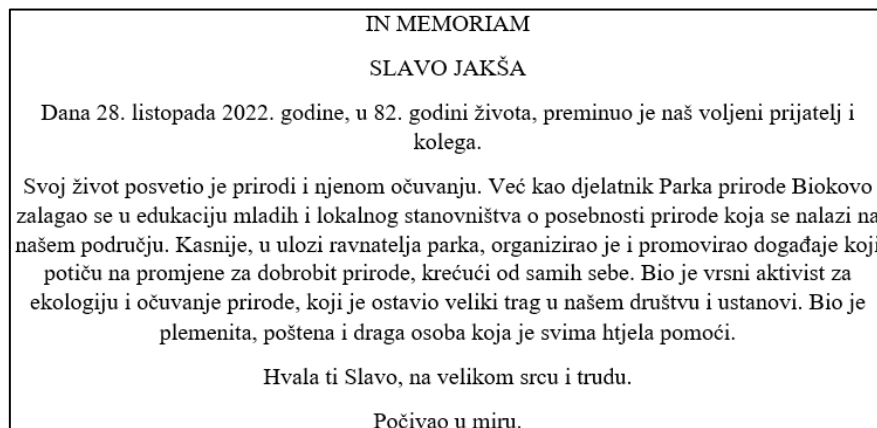 IN MEMORIAM
SLAVO JAKŠA
Dana 28. listopada 2022. godine, u 82. godini života, preminuo je naš voljeni prijatelj i
kolega.
Svoj život posvetio je prirodi i njenom očuvanju. Već kao djelatnik Parka prirode Biokovo
zalagao se u edukaciju mladih i lokalnog stanovništva o posebnosti prirode koja se nalazi na
našem području. Kasnije, u ulozi ravnatelja parka, organizirao je i promovirao događaje koji
potiču na promjene za dobrobit prirode, krećući od samih sebe. Bio je vrsni aktivist za
ekologiju i očuvanje prirode, koji je ostavio veliki trag u našem društvu i ustanovi. Bio je
plemenita, poštena i draga osoba koja je svima htjela pomoći.
Hvala ti Slavo, na velikom srcu i trudu.
Počivao u miru.